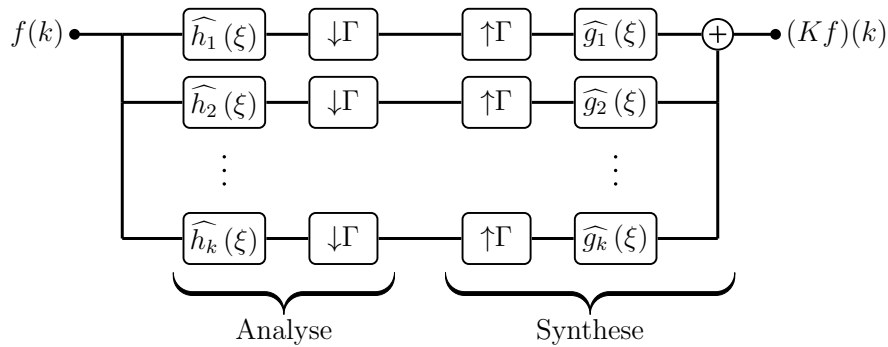 f(k) ĥ₁(ξ) ↓Γ ↑Γ ĝ₁(ξ) + (Kf)(k)
ĥ₂(ξ) ↓Γ ↑Γ ĝ₂(ξ)
⋮ ⋮
ĥₖ(ξ) ↓Γ ↑Γ ĝₖ(ξ)
Analyse Synthese